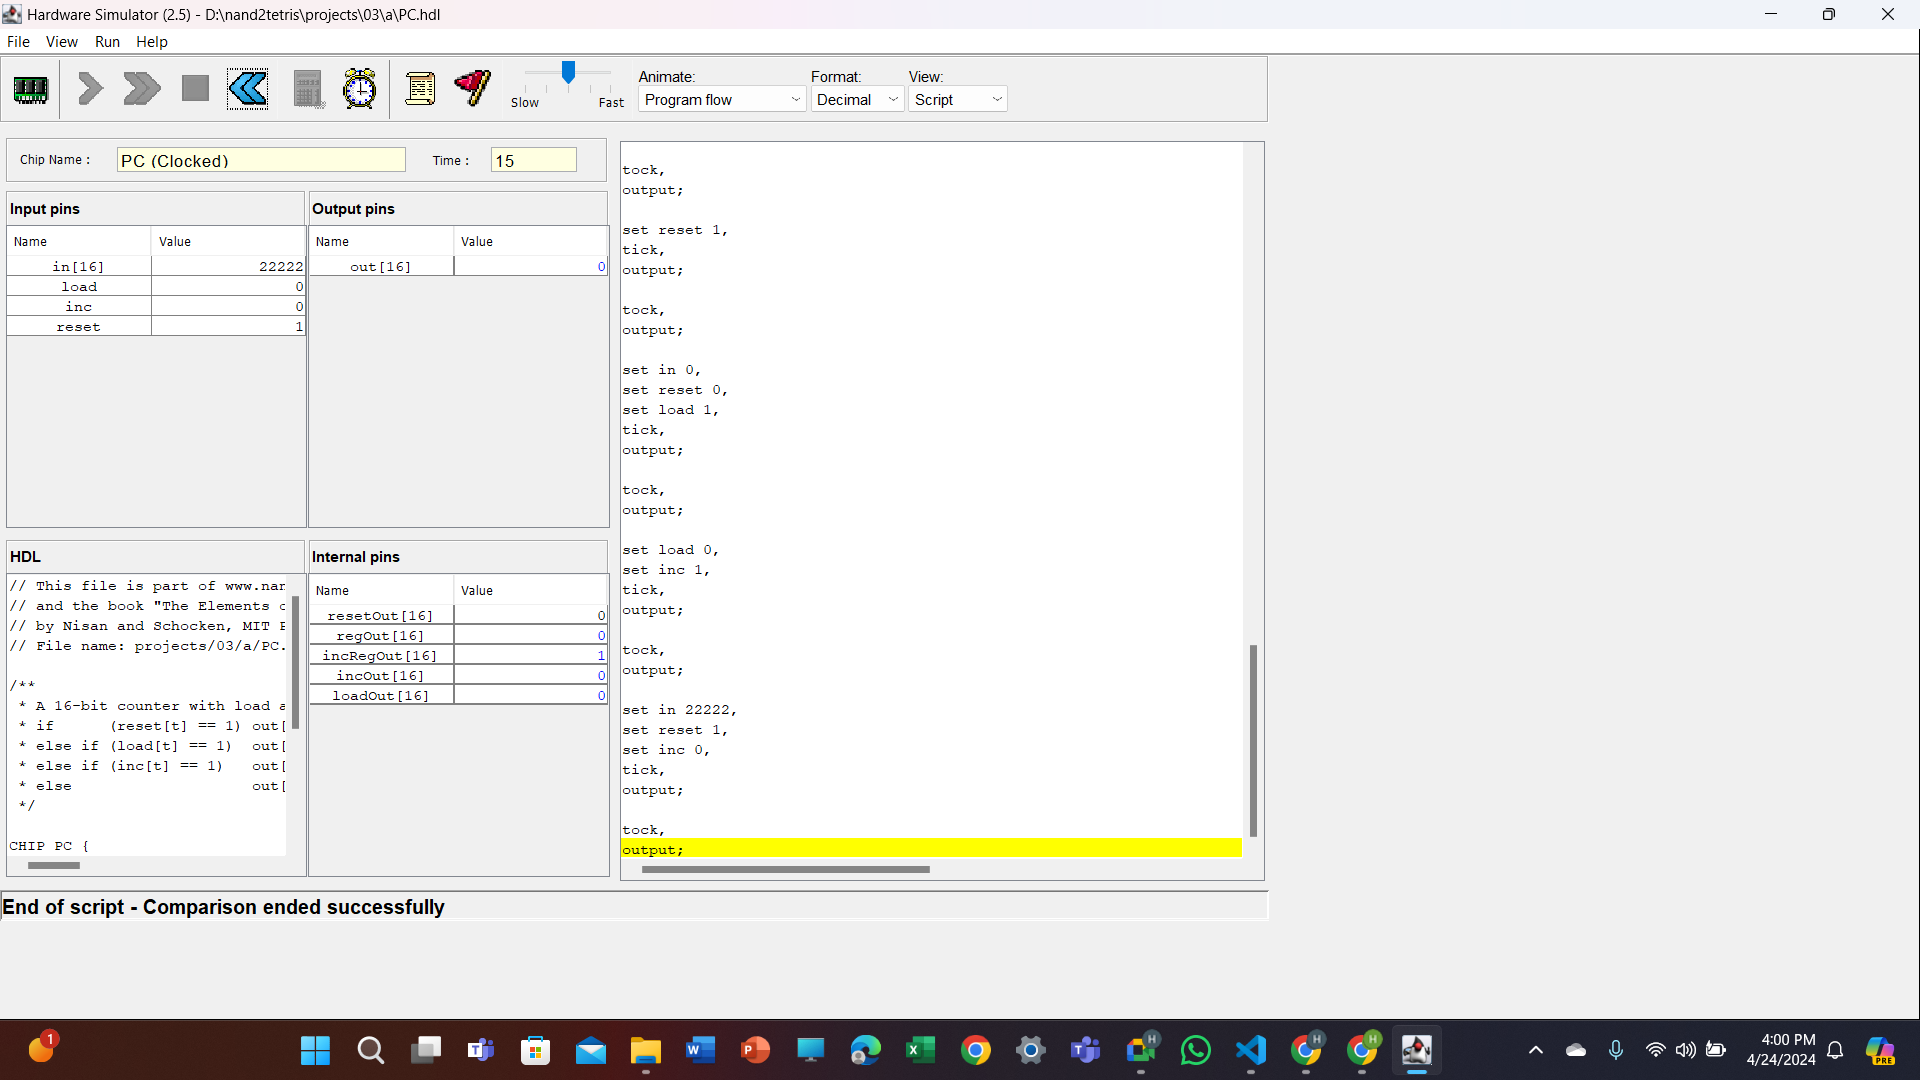 Hardware Simulator (2.5) - D:\nand2tetris\projects\03\a\PC.hdl
File View Run Help
Slow Fast
Animate: Format: View:
Program flow Decimal Script
Chip Name : PC (Clocked) Time : 15
Input pins
Name Value
in[16] 22222
load 0
inc 0
reset 1
Output pins
Name Value
out[16] 0
HDL
// This file is part of www.nan
// and the book "The Elements o
// by Nisan and Schocken, MIT P
// File name: projects/03/a/PC.
/**
* A 16-bit counter with load a
* if (reset[t] == 1) out[
* else if (load[t] == 1) out[
* else if (inc[t] == 1) out[
* else out[
*/
CHIP PC {
Internal pins
Name Value
resetOut[16] 0
regOut[16] 0
incRegOut[16] 1
incOut[16] 0
loadOut[16] 0
tock,
output;
set reset 1,
tick,
output;
tock,
output;
set in 0,
set reset 0,
set load 1,
tick,
output;
tock,
output;
set load 0,
set inc 1,
tick,
output;
tock,
output;
set in 22222,
set reset 1,
set inc 0,
tick,
output;
tock,
output;
End of script - Comparison ended successfully
1
H
H
H
PRE
4:00 PM
4/24/2024